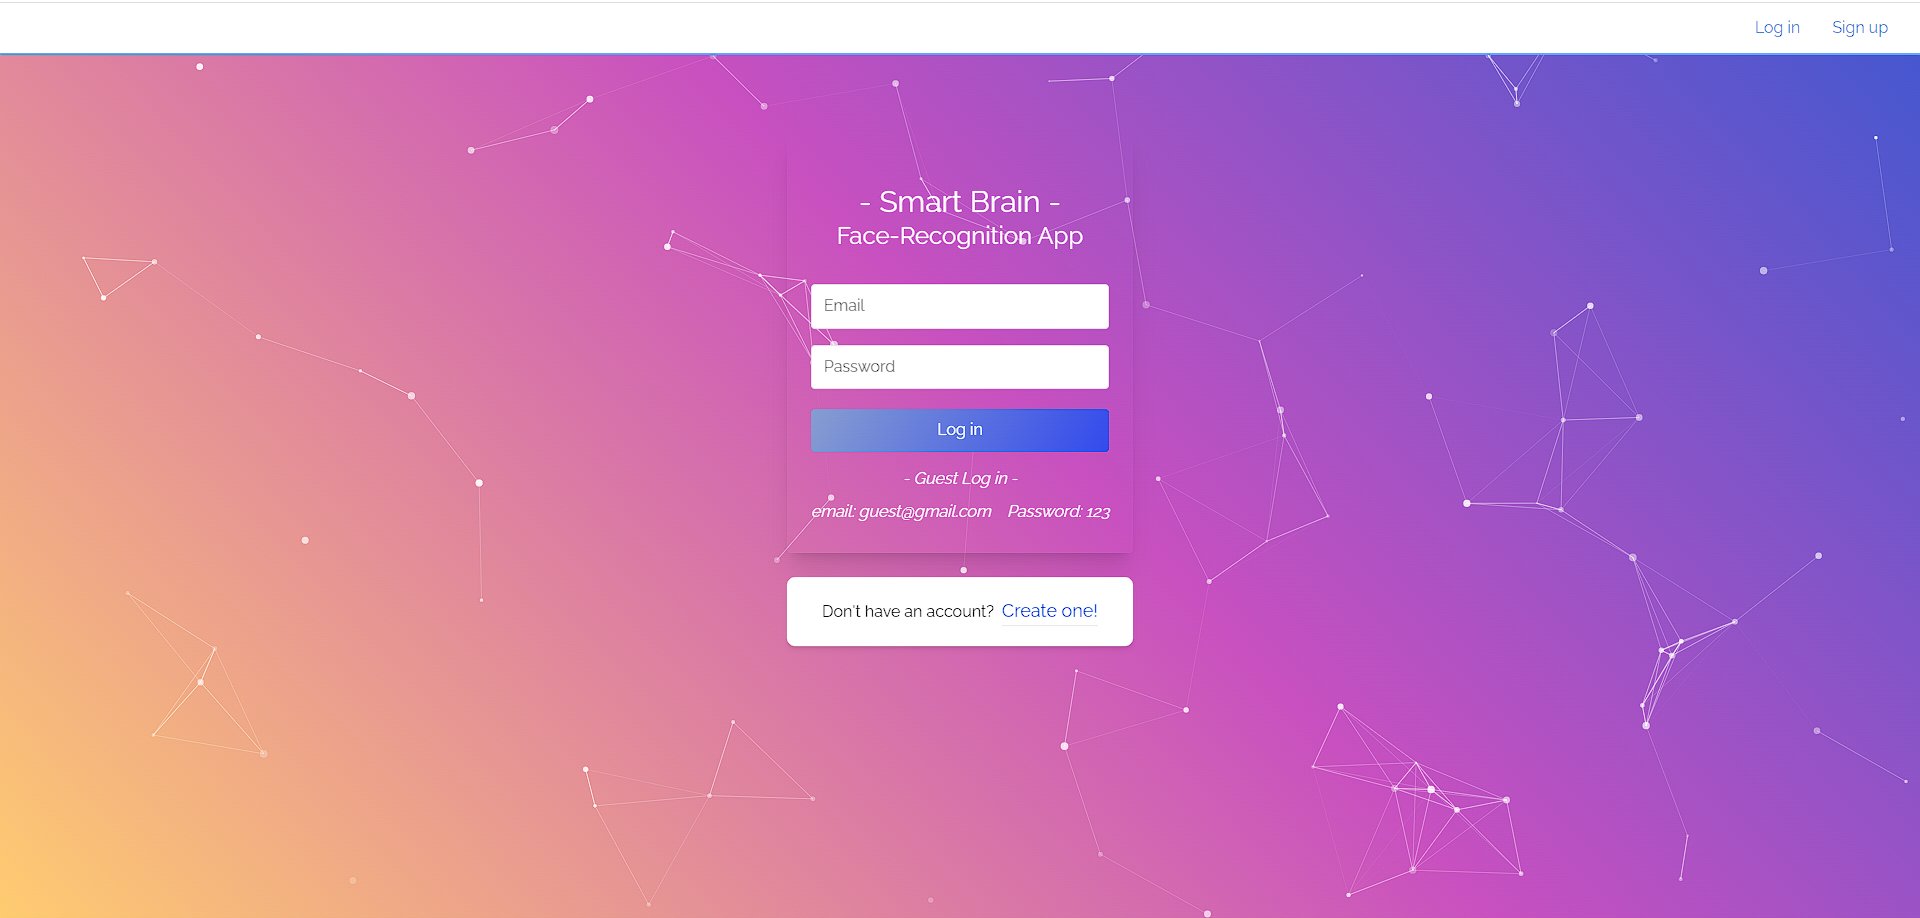 Log in Sign up
- Smart Brain -
Face-Recognition App
Email
Password
Log in
- Guest Log in -
email: guest@gmail.com Password: 123
Don't have an account? Create one!